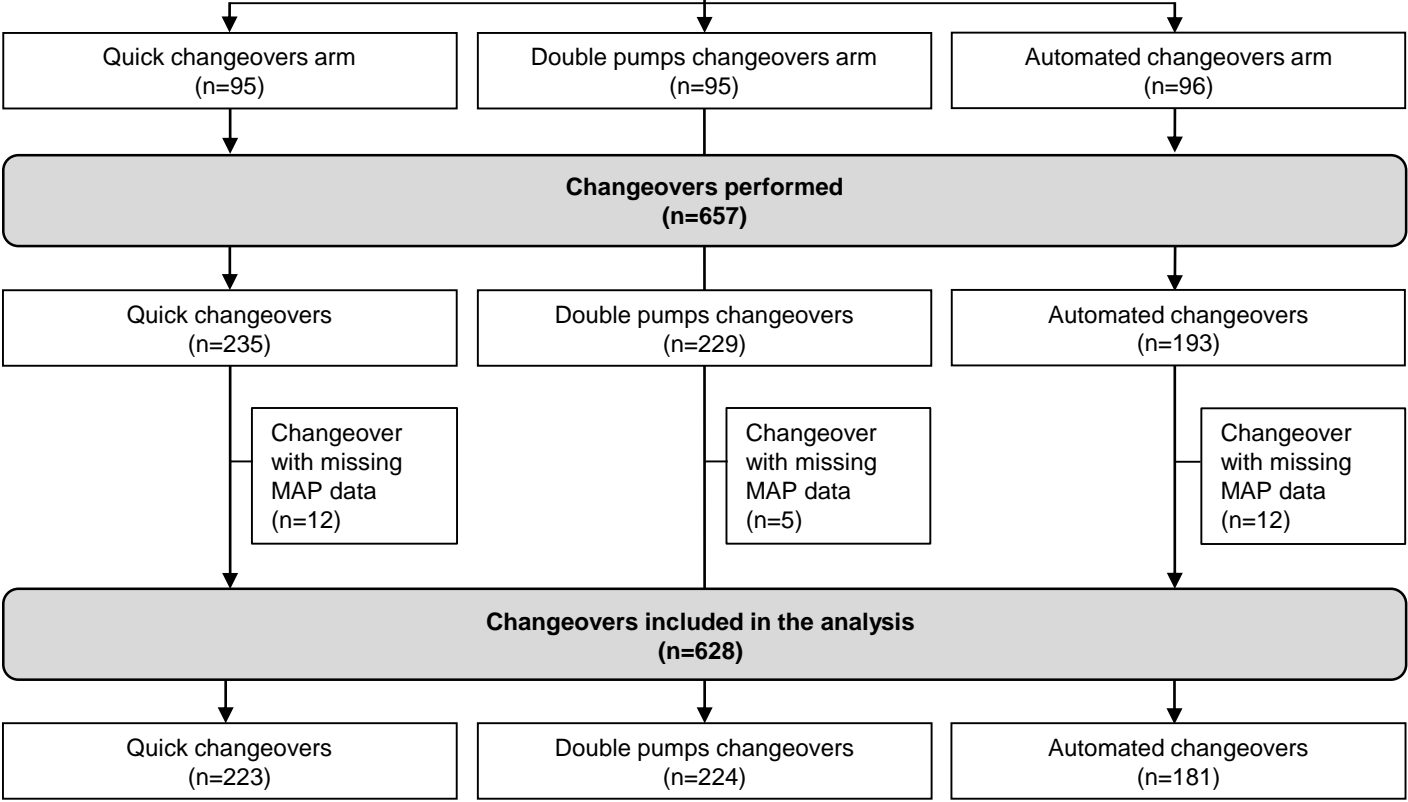 Quick changeovers arm
(n=95)
Double pumps changeovers arm
(n=95)
Automated changeovers arm
(n=96)
Changeovers performed
(n=657)
Quick changeovers
(n=235)
Double pumps changeovers
(n=229)
Automated changeovers
(n=193)
Changeover
with missing
MAP data
(n=12)
Changeover
with missing
MAP data
(n=5)
Changeover
with missing
MAP data
(n=12)
Changeovers included in the analysis
(n=628)
Quick changeovers
(n=223)
Double pumps changeovers
(n=224)
Automated changeovers
(n=181)